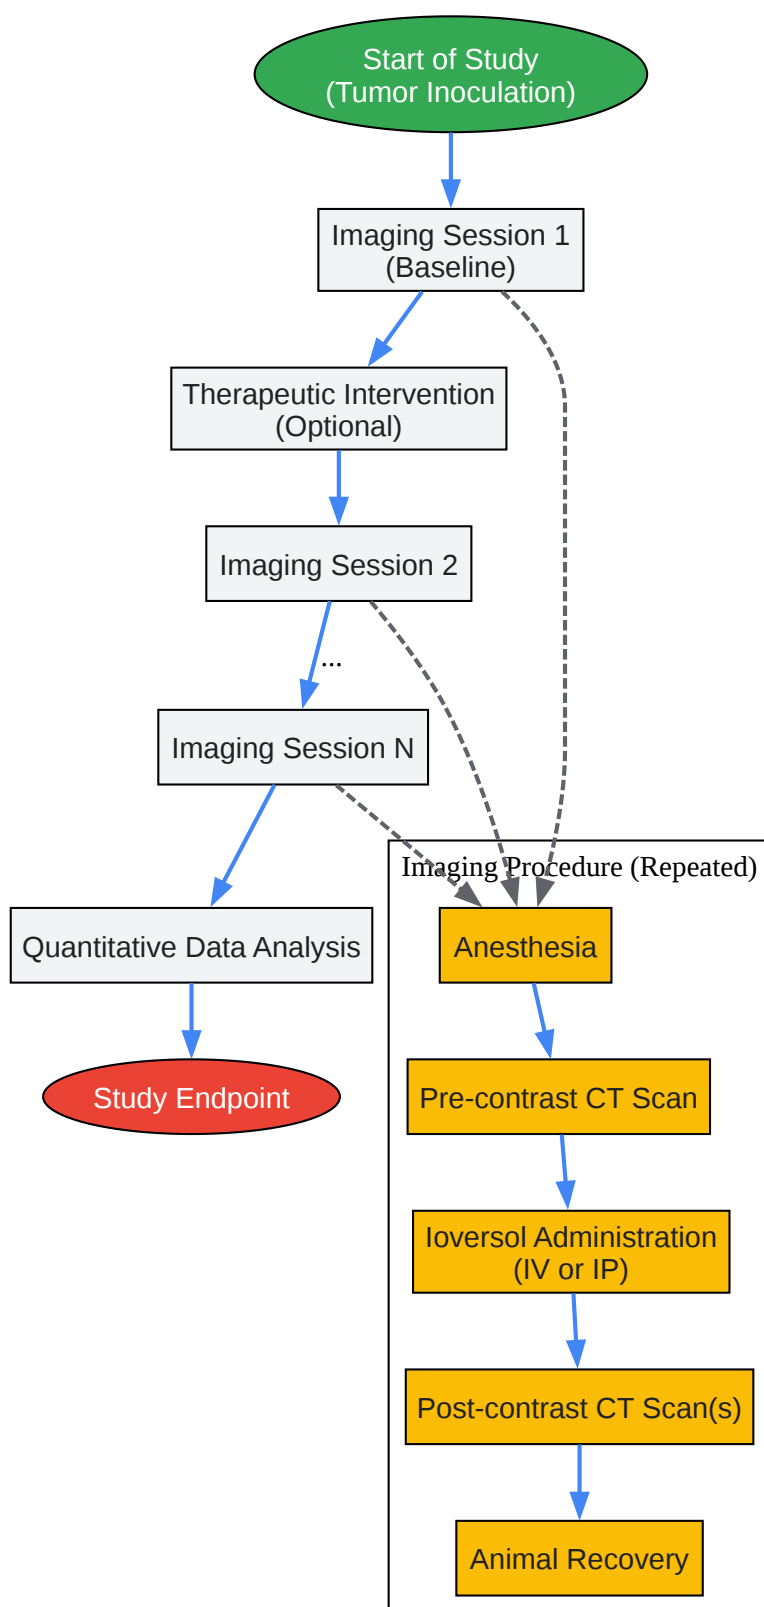 Start of Study
(Tumor Inoculation)
Imaging Session 1
(Baseline)
Therapeutic Intervention
(Optional)
Imaging Session 2
...
Imaging Session N
Imaging Procedure (Repeated)
Quantitative Data Analysis
Anesthesia
Study Endpoint
Pre-contrast CT Scan
Ioversol Administration
(IV or IP)
Post-contrast CT Scan(s)
Animal Recovery